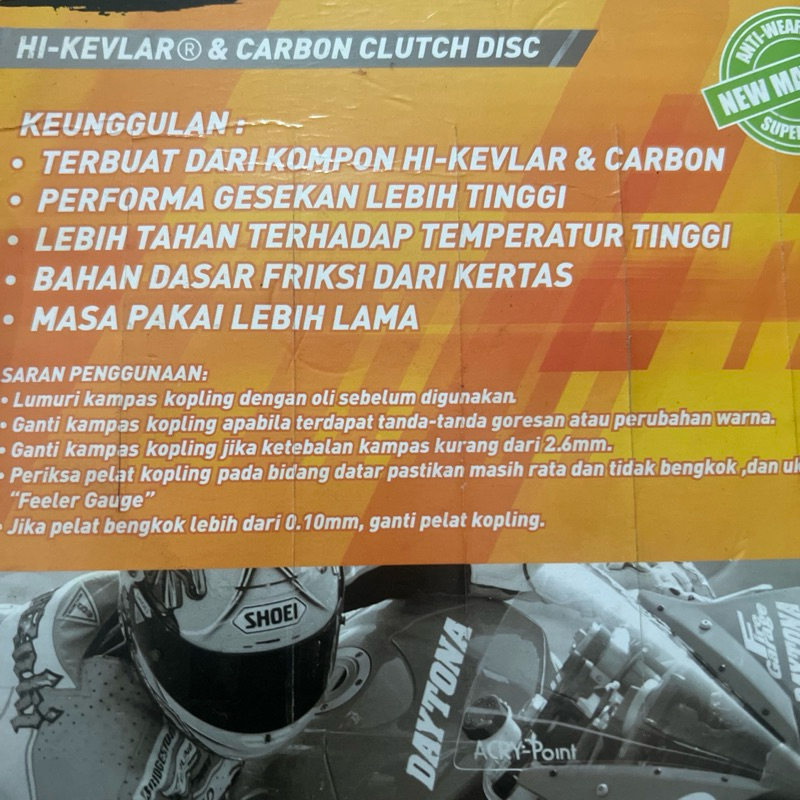 HI-KEVLAR® & CARBON CLUTCH DISC
ANTI-WEAR
NEW
KEUNGGULAN :
• TERBUAT DARI KOMPON HI-KEVLAR & CARBON
• PERFORMA GESEKAN LEBIH TINGGI
• LEBIH TAHAN TERHADAP TEMPERATUR TINGGI
• BAHAN DASAR FRIKSI DARI KERTAS
• MASA PAKAI LEBIH LAMA
SARAN PENGGUNAAN:
• Lumuri kampas kopling dengan oli sebelum digunakan.
• Ganti kampas kopling apabila terdapat tanda-tanda goresan atau perubahan warna.
• Ganti kampas kopling jika ketebalan kampas kurang dari 2.6mm.
• Periksa pelat kopling pada bidang datar pastikan masih rata dan tidak bengkok ,dan
"Feeler Gauge"
• Jika pelat bengkok lebih dari 0.10mm, ganti pelat kopling.
SHOEI
DAYTONA
ACRY-Point
BRIDGESTONE